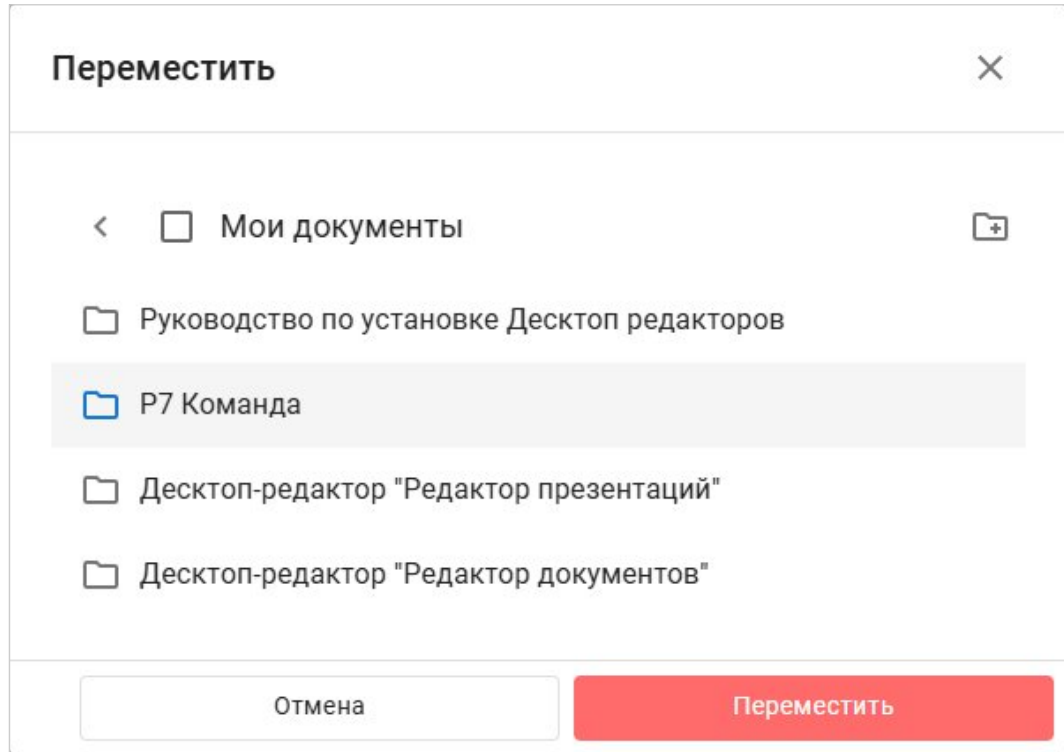 Переместить
Мои документы
Руководство по установке Десктоп редакторов
Р7 Команда
Десктоп-редактор "Редактор презентаций"
Десктоп-редактор "Редактор документов"
Отмена
Переместить